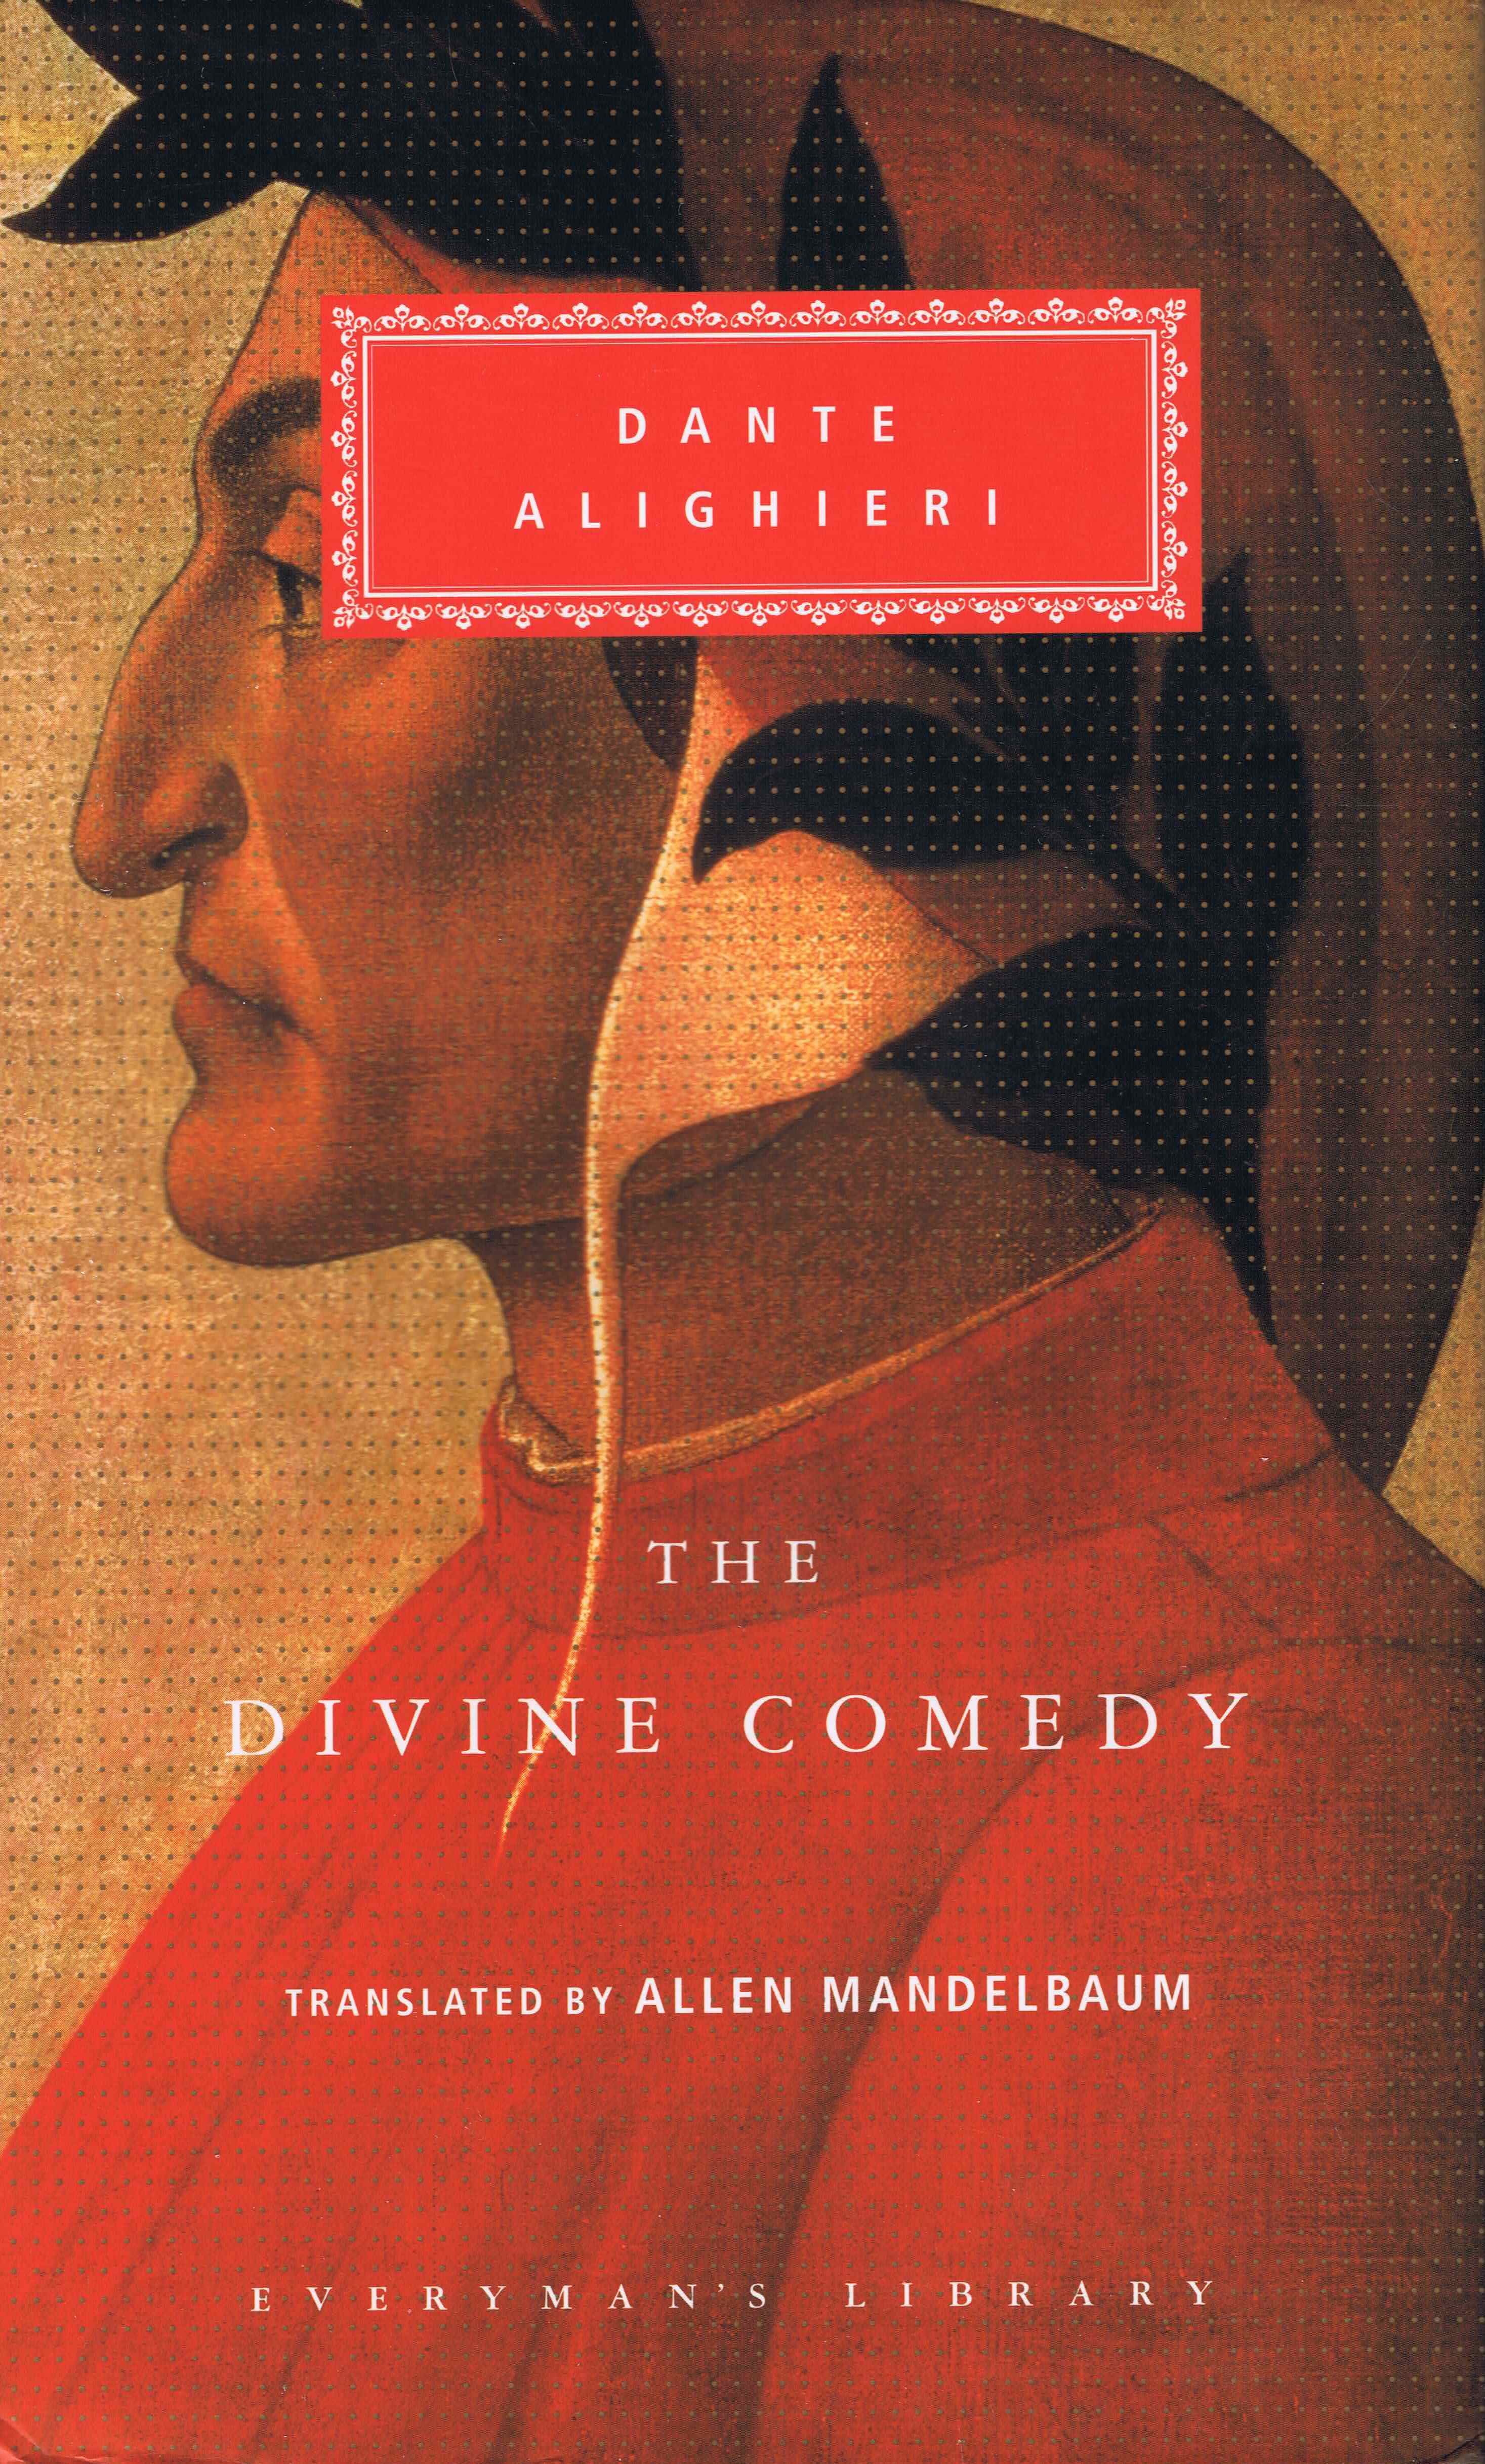 DANTE
ALIGHIERI
THE
DIVINE COMEDY
TRANSLATED BY ALLEN MANDELBAUM
EVERYMAN'S LIBRARY